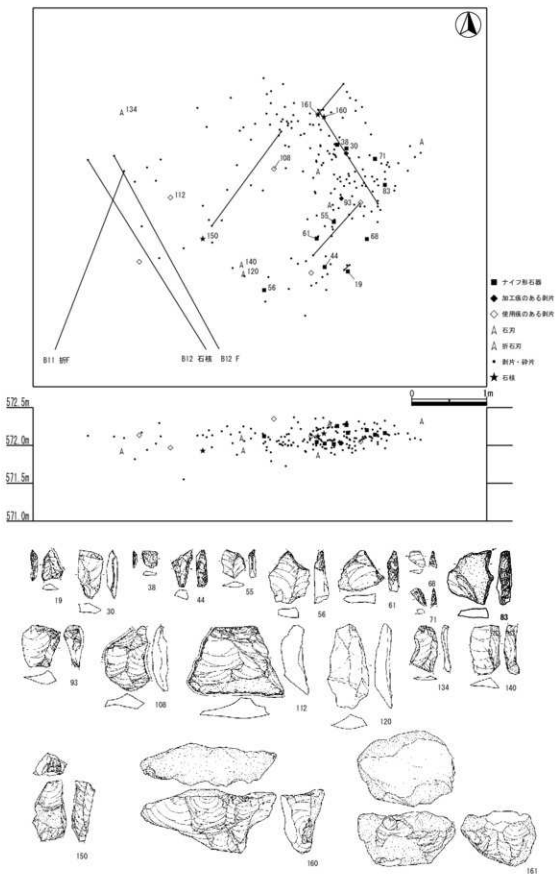 134
161
160
38
30
71
108
83
112
93
55
150
61
68
140
44
120
19
56
■ ナイフ形石器
◆ 加工痕のある剥片
◇ 使用痕のある剥片
石刃
折石刃
• 剥片・砕片
★ 石核
B11 折F
B12 石核
B12 F
0
1m
572.5m
572.0m
571.5m
571.0m
19
30
38
44
55
56
61
68
71
83
93
108
112
120
134
140
150
160
161